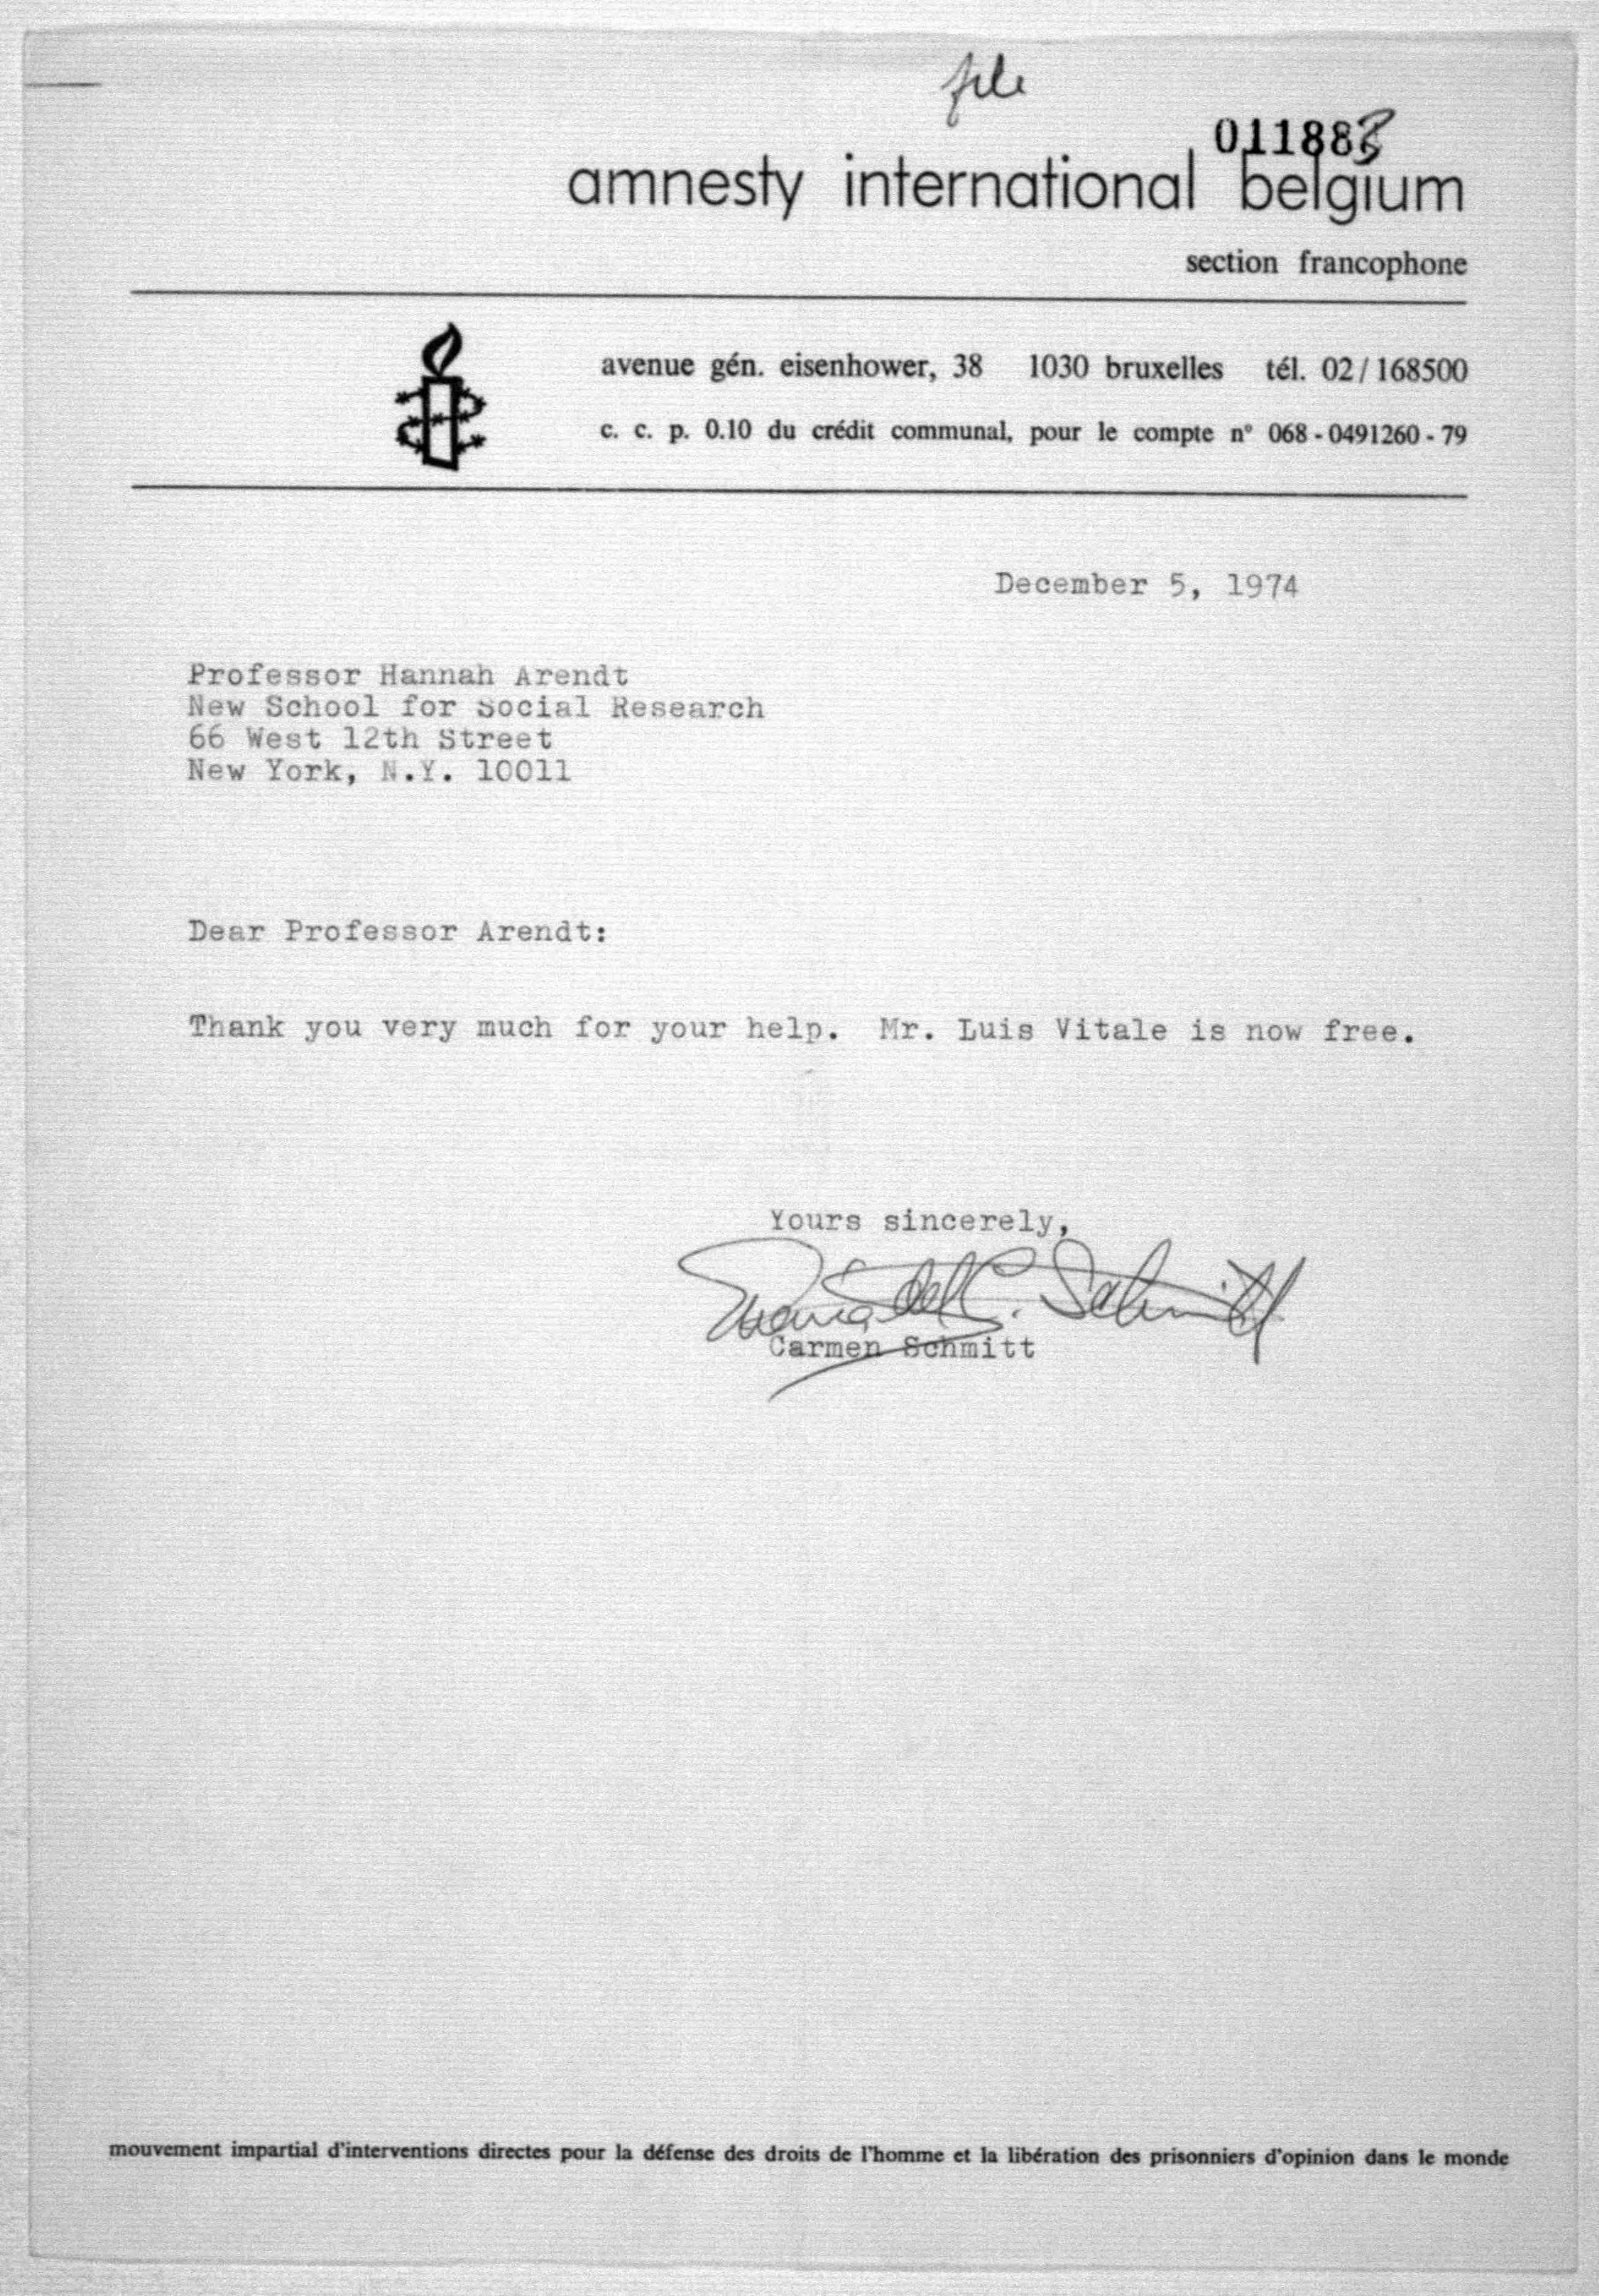 file
011883
amnesty international belgium
section francophone
avenue gén. eisenhower, 38 1030 bruxelles tél. 02/168500
c. c. p. 0.10 du crédit communal, pour le compte n° 068-0491260-79
December 5, 1974
Professor Hannah Arendt
New School for Social Research
66 West 12th Street
New York, N.Y. 10011
Dear Professor Arendt:
Thank you very much for your help. Mr. Luis Vitale is now free.
Yours sincerely,
Maria del C. Schmitt
Carmen Schmitt
mouvement impartial d'interventions directes pour la défense des droits de l'homme et la libération des prisonniers d'opinion dans le monde